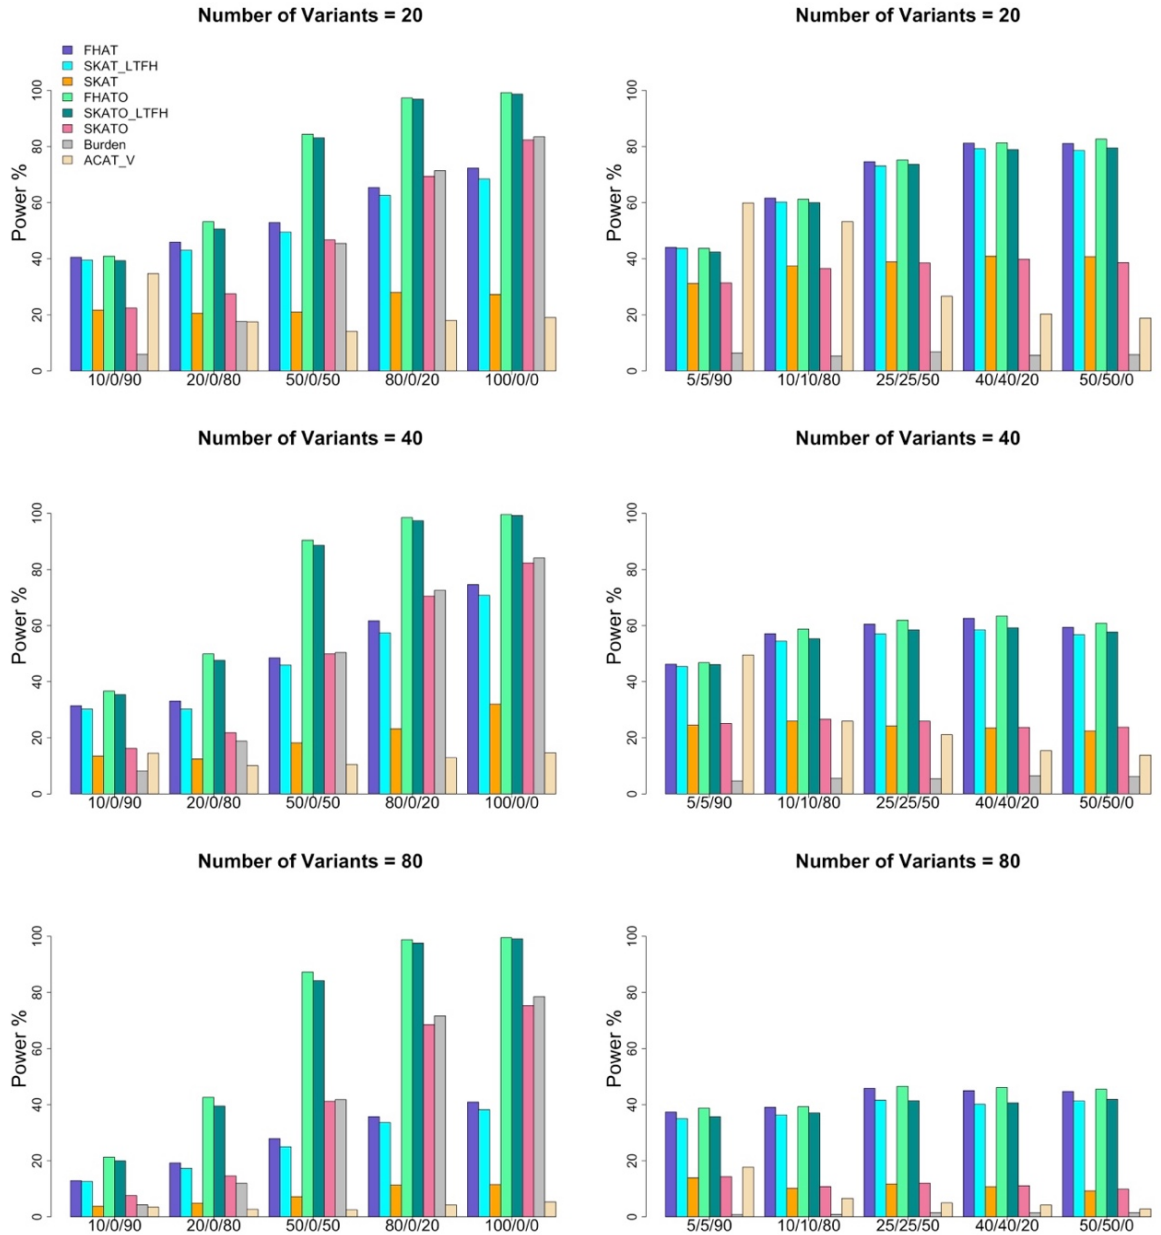 Number of Variants = 20
FHAT
SKAT_LTFH
SKAT
FHATO
SKATO_LTFH
SKATO
Burden
ACAT_V
Power %
0
20
40
60
80
100
10/0/90 20/0/80 50/0/50 80/0/20 100/0/0
Number of Variants = 20
Power %
0
20
40
60
80
100
5/5/90 10/10/80 25/25/50 40/40/20 50/50/0
Number of Variants = 40
Power %
0
20
40
60
80
100
10/0/90 20/0/80 50/0/50 80/0/20 100/0/0
Number of Variants = 40
Power %
0
20
40
60
80
100
5/5/90 10/10/80 25/25/50 40/40/20 50/50/0
Number of Variants = 80
Power %
0
20
40
60
80
100
10/0/90 20/0/80 50/0/50 80/0/20 100/0/0
Number of Variants = 80
Power %
0
20
40
60
80
100
5/5/90 10/10/80 25/25/50 40/40/20 50/50/0